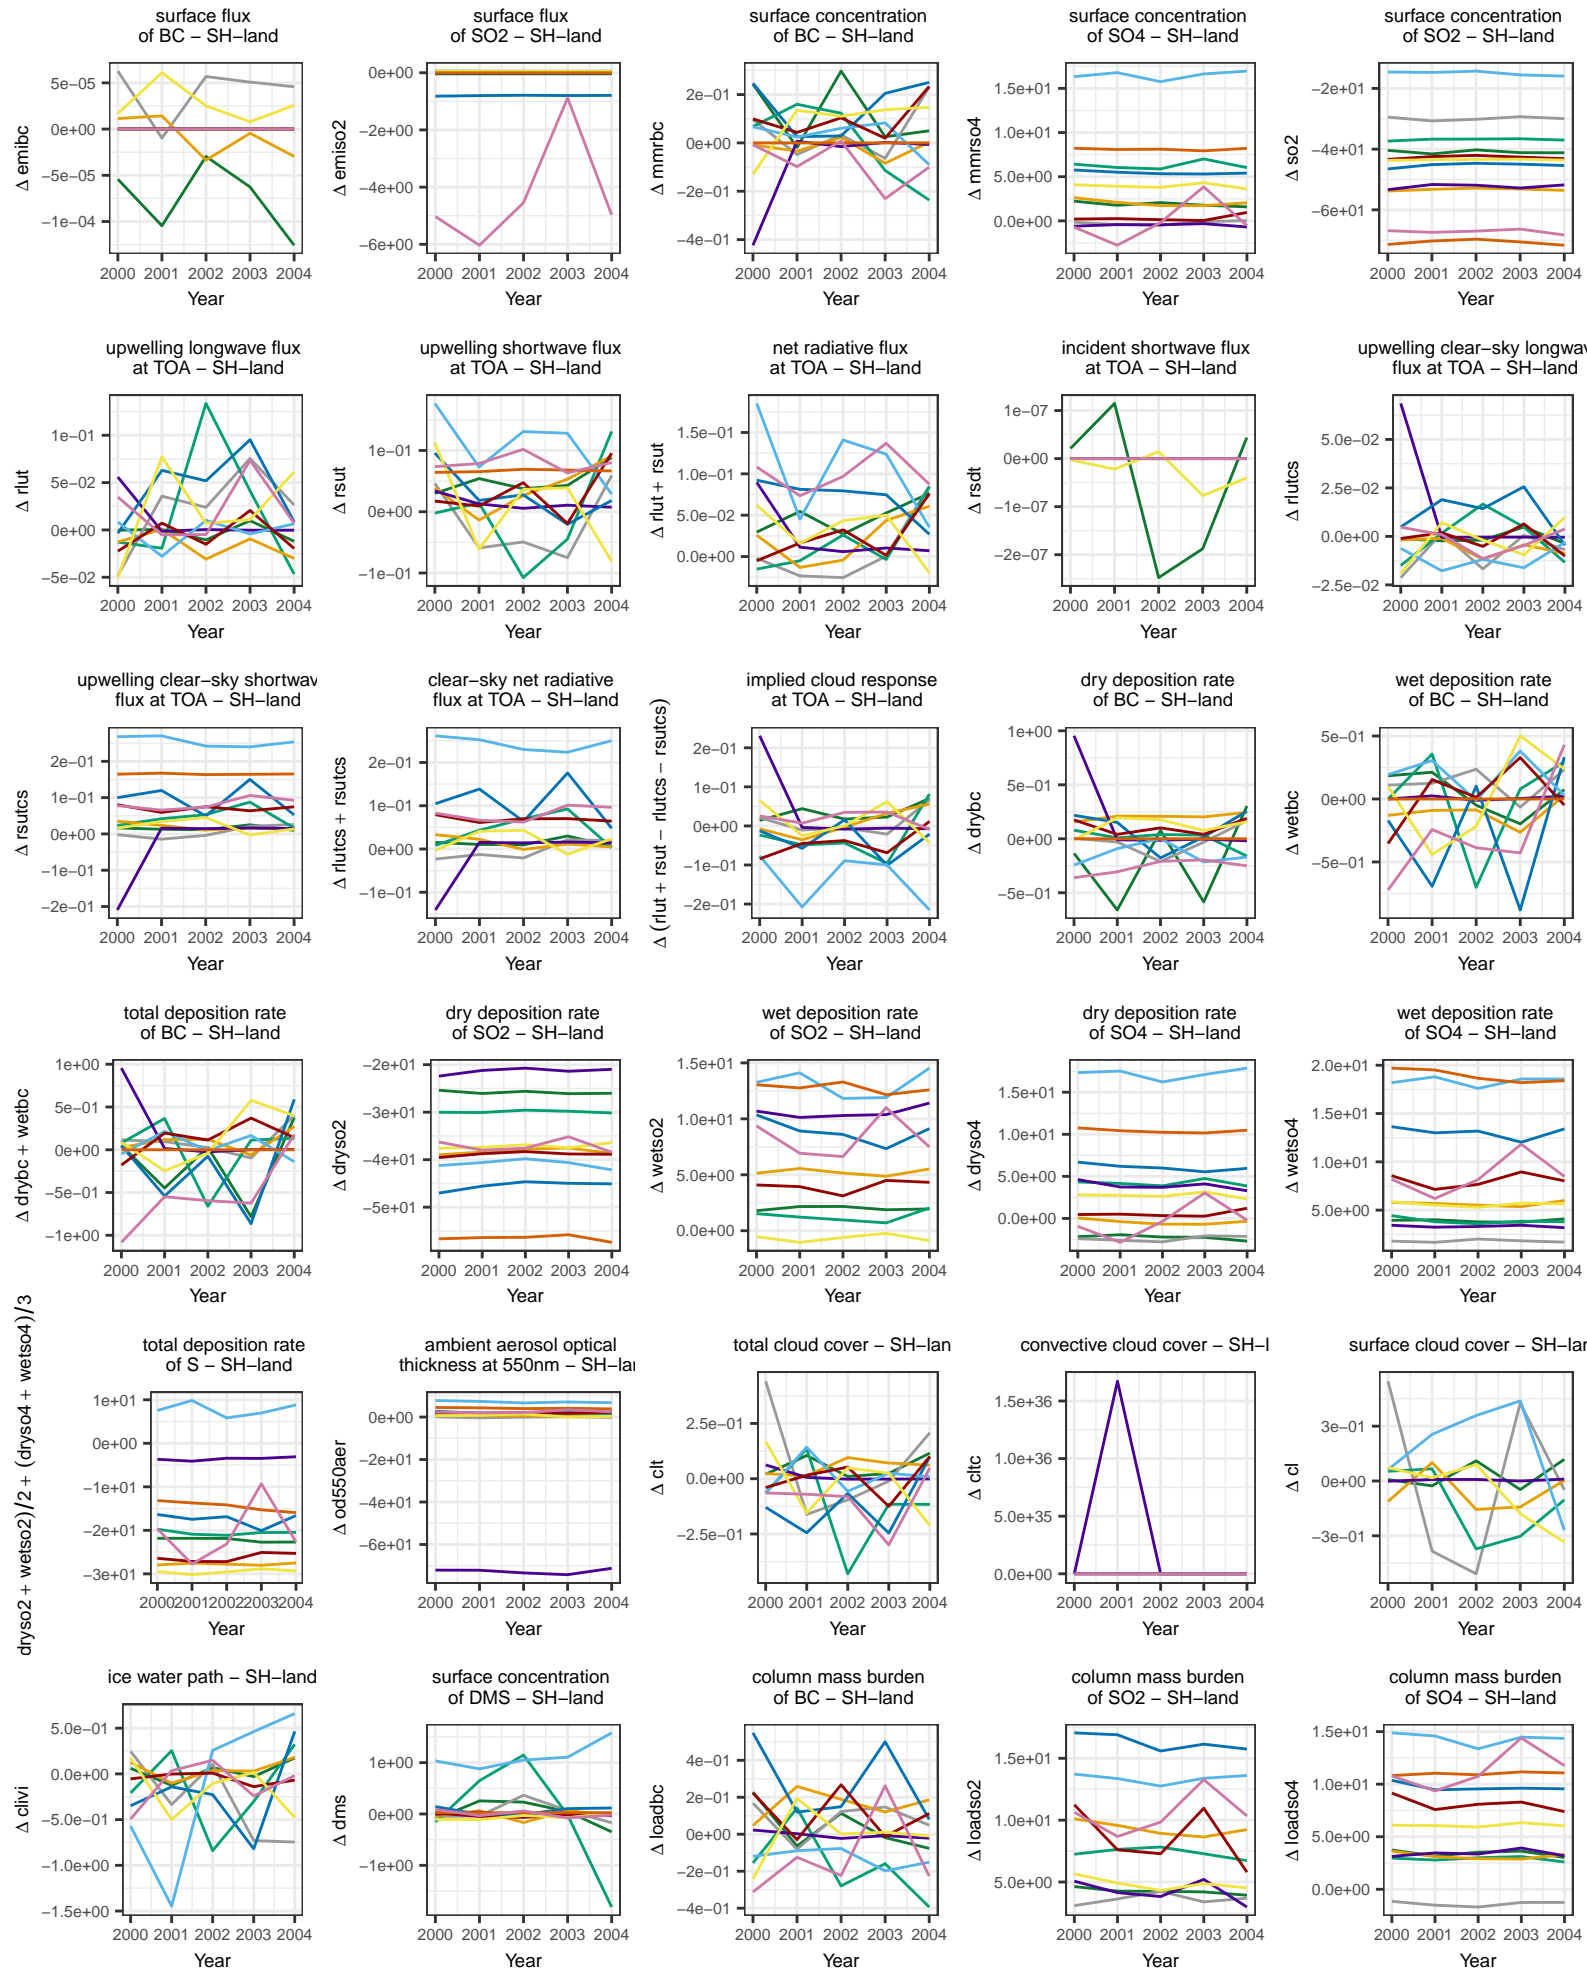 surface flux
of BC − SH−land
Δ emibc
5e−05
0e+00
−5e−05
−1e−04
2000 2001 2002 2003 2004
Year
surface flux
of SO2 − SH−land
Δ emiso2
0e+00
−2e+00
−4e+00
−6e+00
2000 2001 2002 2003 2004
Year
surface concentration
of BC − SH−land
Δ mmrbc
2e−01
0e+00
−2e−01
−4e−01
2000 2001 2002 2003 2004
Year
surface concentration
of SO4 − SH−land
Δ mmrso4
1.5e+01
1.0e+01
5.0e+00
0.0e+00
2000 2001 2002 2003 2004
Year
surface concentration
of SO2 − SH−land
Δ so2
−2e+01
−4e+01
−6e+01
2000 2001 2002 2003 2004
Year
upwelling longwave flux
at TOA − SH−land
Δ rlut
1e−01
5e−02
0e+00
−5e−02
2000 2001 2002 2003 2004
Year
upwelling shortwave flux
at TOA − SH−land
Δ rsut
1e−01
0e+00
−1e−01
2000 2001 2002 2003 2004
Year
net radiative flux
at TOA − SH−land
Δ rlut + rsut
1.5e−01
1.0e−01
5.0e−02
0.0e+00
2000 2001 2002 2003 2004
Year
incident shortwave flux
at TOA − SH−land
Δ rsdt
1e−07
0e+00
−1e−07
−2e−07
2000 2001 2002 2003 2004
Year
upwelling clear−sky longwav
flux at TOA − SH−land
Δ rlutcs
5.0e−02
2.5e−02
0.0e+00
−2.5e−02
2000 2001 2002 2003 2004
Year
upwelling clear−sky shortwav
flux at TOA − SH−land
Δ rsutcs
2e−01
1e−01
0e+00
−1e−01
−2e−01
2000 2001 2002 2003 2004
Year
clear−sky net radiative
flux at TOA − SH−land
Δ rlutcs + rsutcs
2e−01
1e−01
0e+00
−1e−01
2000 2001 2002 2003 2004
Year
implied cloud response
at TOA − SH−land
Δ (rlut + rsut − rlutcs − rsutcs)
2e−01
1e−01
0e+00
−1e−01
−2e−01
2000 2001 2002 2003 2004
Year
dry deposition rate
of BC − SH−land
Δ drybc
1e+00
5e−01
0e+00
−5e−01
2000 2001 2002 2003 2004
Year
wet deposition rate
of BC − SH−land
Δ wetbc
5e−01
0e+00
−5e−01
2000 2001 2002 2003 2004
Year
total deposition rate
of BC − SH−land
Δ drybc + wetbc
1e+00
5e−01
0e+00
−5e−01
−1e+00
2000 2001 2002 2003 2004
Year
dry deposition rate
of SO2 − SH−land
Δ dryso2
−2e+01
−3e+01
−4e+01
−5e+01
2000 2001 2002 2003 2004
Year
wet deposition rate
of SO2 − SH−land
Δ wetso2
1.5e+01
1.0e+01
5.0e+00
0.0e+00
2000 2001 2002 2003 2004
Year
dry deposition rate
of SO4 − SH−land
Δ dryso4
1.5e+01
1.0e+01
5.0e+00
0.0e+00
2000 2001 2002 2003 2004
Year
wet deposition rate
of SO4 − SH−land
Δ wetso4
2.0e+01
1.5e+01
1.0e+01
5.0e+00
2000 2001 2002 2003 2004
Year
total deposition rate
of S − SH−land
dryso2 + wetso2)/2 + (dryso4 + wetso4)/3
1e+01
0e+00
−1e+01
−2e+01
−3e+01
2000 2001 2002 2003 2004
Year
ambient aerosol optical
thickness at 550nm − SH−lan
Δ od550aer
0e+00
−2e+01
−4e+01
−6e+01
2000 2001 2002 2003 2004
Year
total cloud cover − SH−lan
Δ clt
2.5e−01
0.0e+00
−2.5e−01
2000 2001 2002 2003 2004
Year
convective cloud cover − SH−l
Δ cltc
1.5e+36
1.0e+36
5.0e+35
0.0e+00
2000 2001 2002 2003 2004
Year
surface cloud cover − SH−lan
Δ cl
3e−01
0e+00
−3e−01
2000 2001 2002 2003 2004
Year
ice water path − SH−land
Δ clivi
5.0e−01
0.0e+00
−5.0e−01
−1.0e+00
−1.5e+00
2000 2001 2002 2003 2004
Year
surface concentration
of DMS − SH−land
Δ dms
1e+00
0e+00
−1e+00
2000 2001 2002 2003 2004
Year
column mass burden
of BC − SH−land
Δ loadbc
4e−01
2e−01
0e+00
−2e−01
−4e−01
2000 2001 2002 2003 2004
Year
column mass burden
of SO2 − SH−land
Δ loadso2
1.5e+01
1.0e+01
5.0e+00
2000 2001 2002 2003 2004
Year
column mass burden
of SO4 − SH−land
Δ loadso4
1.5e+01
1.0e+01
5.0e+00
0.0e+00
2000 2001 2002 2003 2004
Year